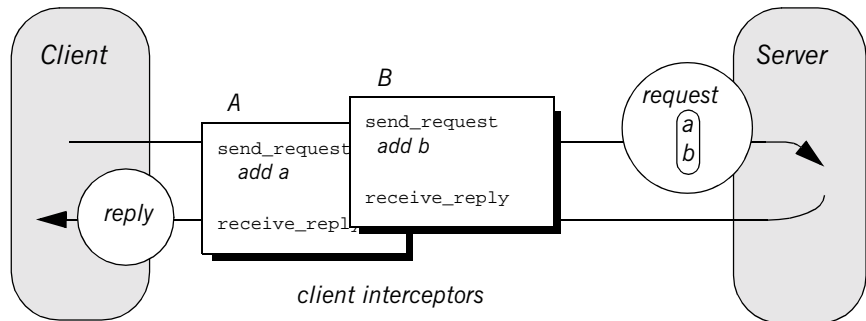 Client
Server
A
B
send_request
add a
receive_reply
send_request
add b
receive_reply
request
a
b
reply
client interceptors